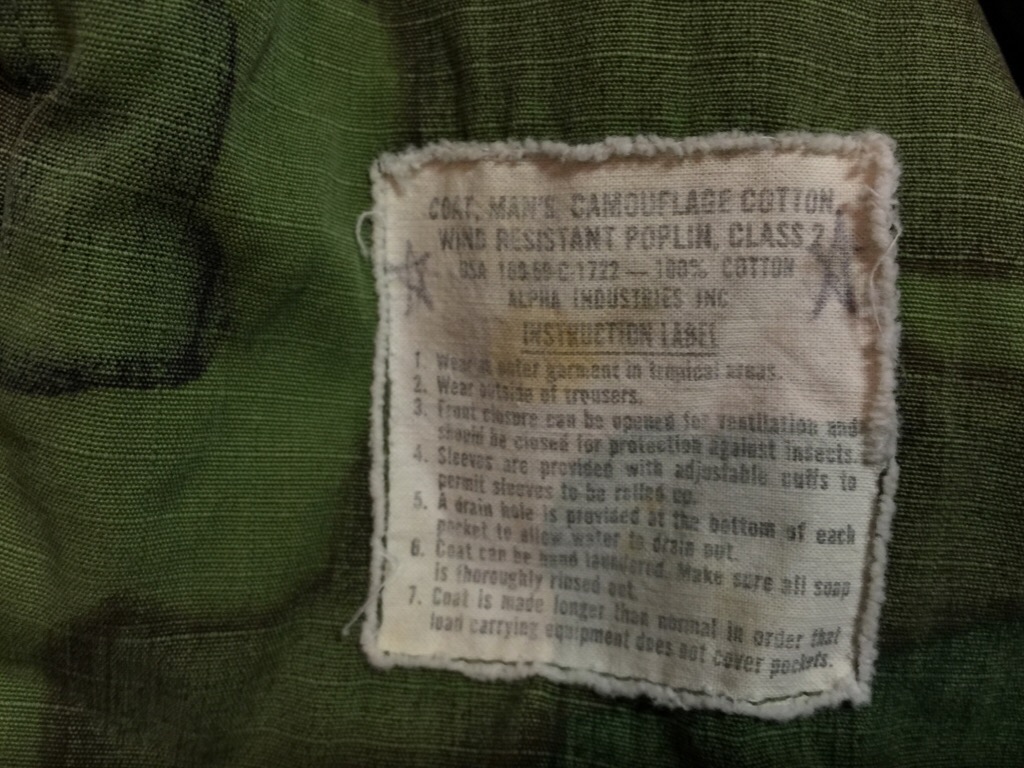 COAT, MAN'S, CAMOUFLAGE COTTON
WIND RESISTANT POPLIN, CLASS 2
DSA 100-69-C-1722 — 100% COTTON
ALPHA INDUSTRIES INC
INSTRUCTION LABEL
1. Wear as outer garment in tropical areas.
2. Wear outside of trousers.
3. Front closure can be opened for ventilation and
should be closed for protection against insects.
4. Sleeves are provided with adjustable cuffs to
permit sleeves to be rolled up.
5. A drain hole is provided at the bottom of each
pocket to allow water to drain out.
6. Coat can be hand laundered. Make sure all soap
is thoroughly rinsed out.
7. Coat is made longer than normal in order that
load carrying equipment does not cover pockets.